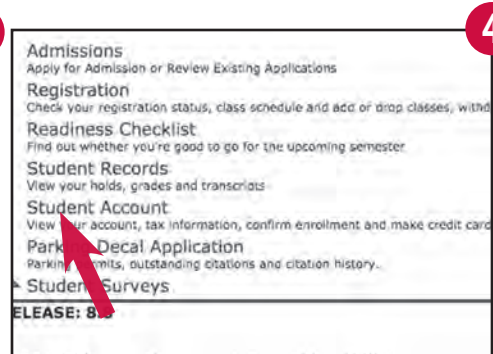 4
Admissions
Apply for Admission or Review Existing Applications
Registration
Check your registration status, class schedule and add or drop classes, withd
Readiness Checklist
Find out whether you're good to go for the upcoming semester
Student Records
View your holds, grades and transcripts
Student Account
View your account, tax information, confirm enrollment and make credit card
Parking Decal Application
Parking permits, outstanding citations and citation history.
Student Surveys
ELEASE: 8.